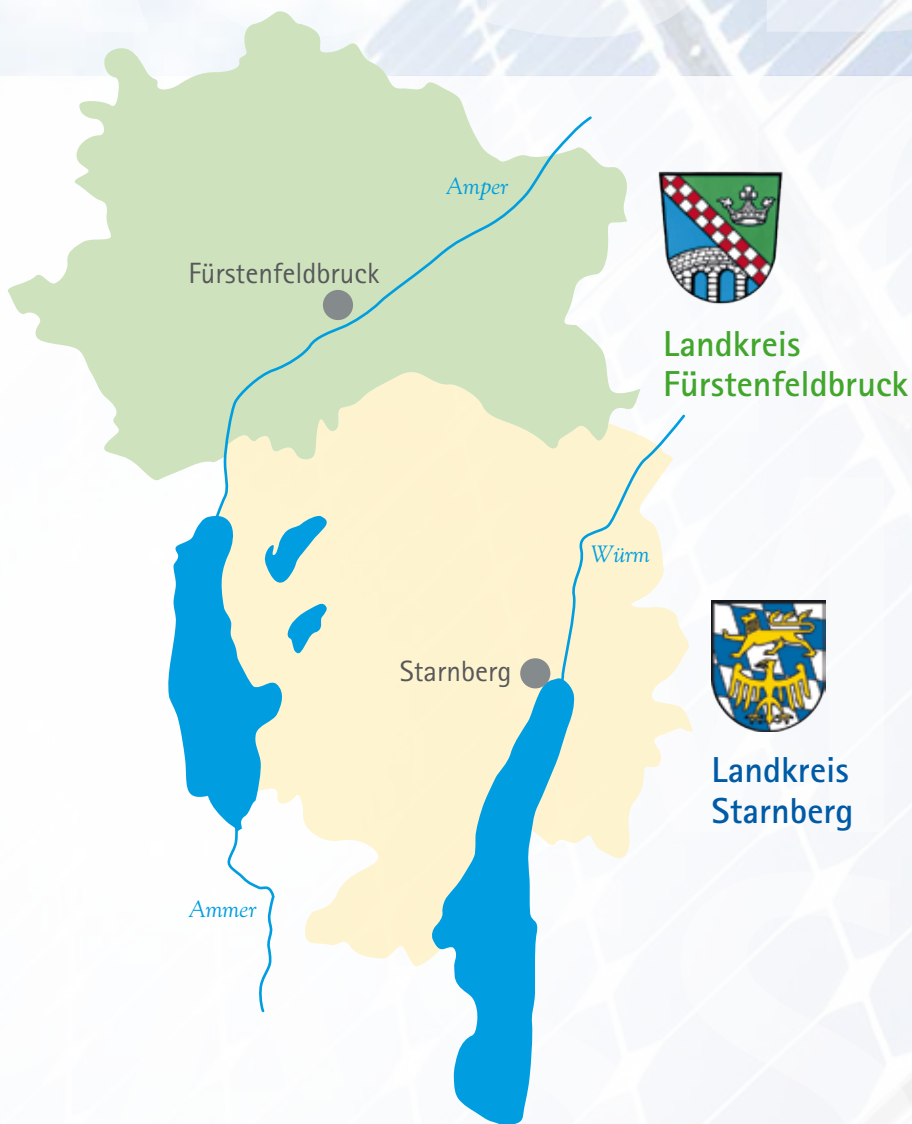 Amper
Fürstenfeldbruck
Landkreis
Fürstenfeldbruck
Würm
Starnberg
Landkreis
Starnberg
Ammer